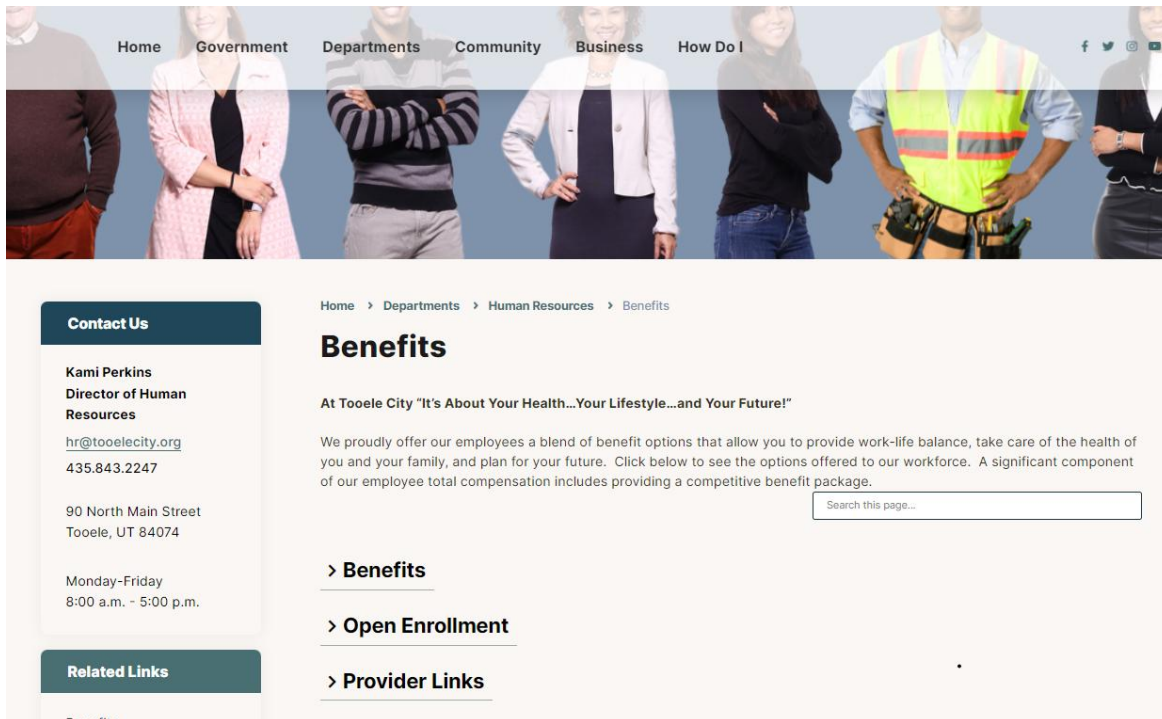 Home Government Departments Community Business How Do I
Contact Us
Kami Perkins
Director of Human
Resources
hr@tooelecity.org
435.843.2247
90 North Main Street
Tooele, UT 84074
Monday-Friday
8:00 a.m. - 5:00 p.m.
Related Links
Home > Departments > Human Resources > Benefits
Benefits
At Tooele City “It’s About Your Health...Your Lifestyle...and Your Future!”
We proudly offer our employees a blend of benefit options that allow you to provide work-life balance, take care of the health of
you and your family, and plan for your future. Click below to see the options offered to our workforce. A significant component
of our employee total compensation includes providing a competitive benefit package.
Search this page...
> Benefits
> Open Enrollment
> Provider Links